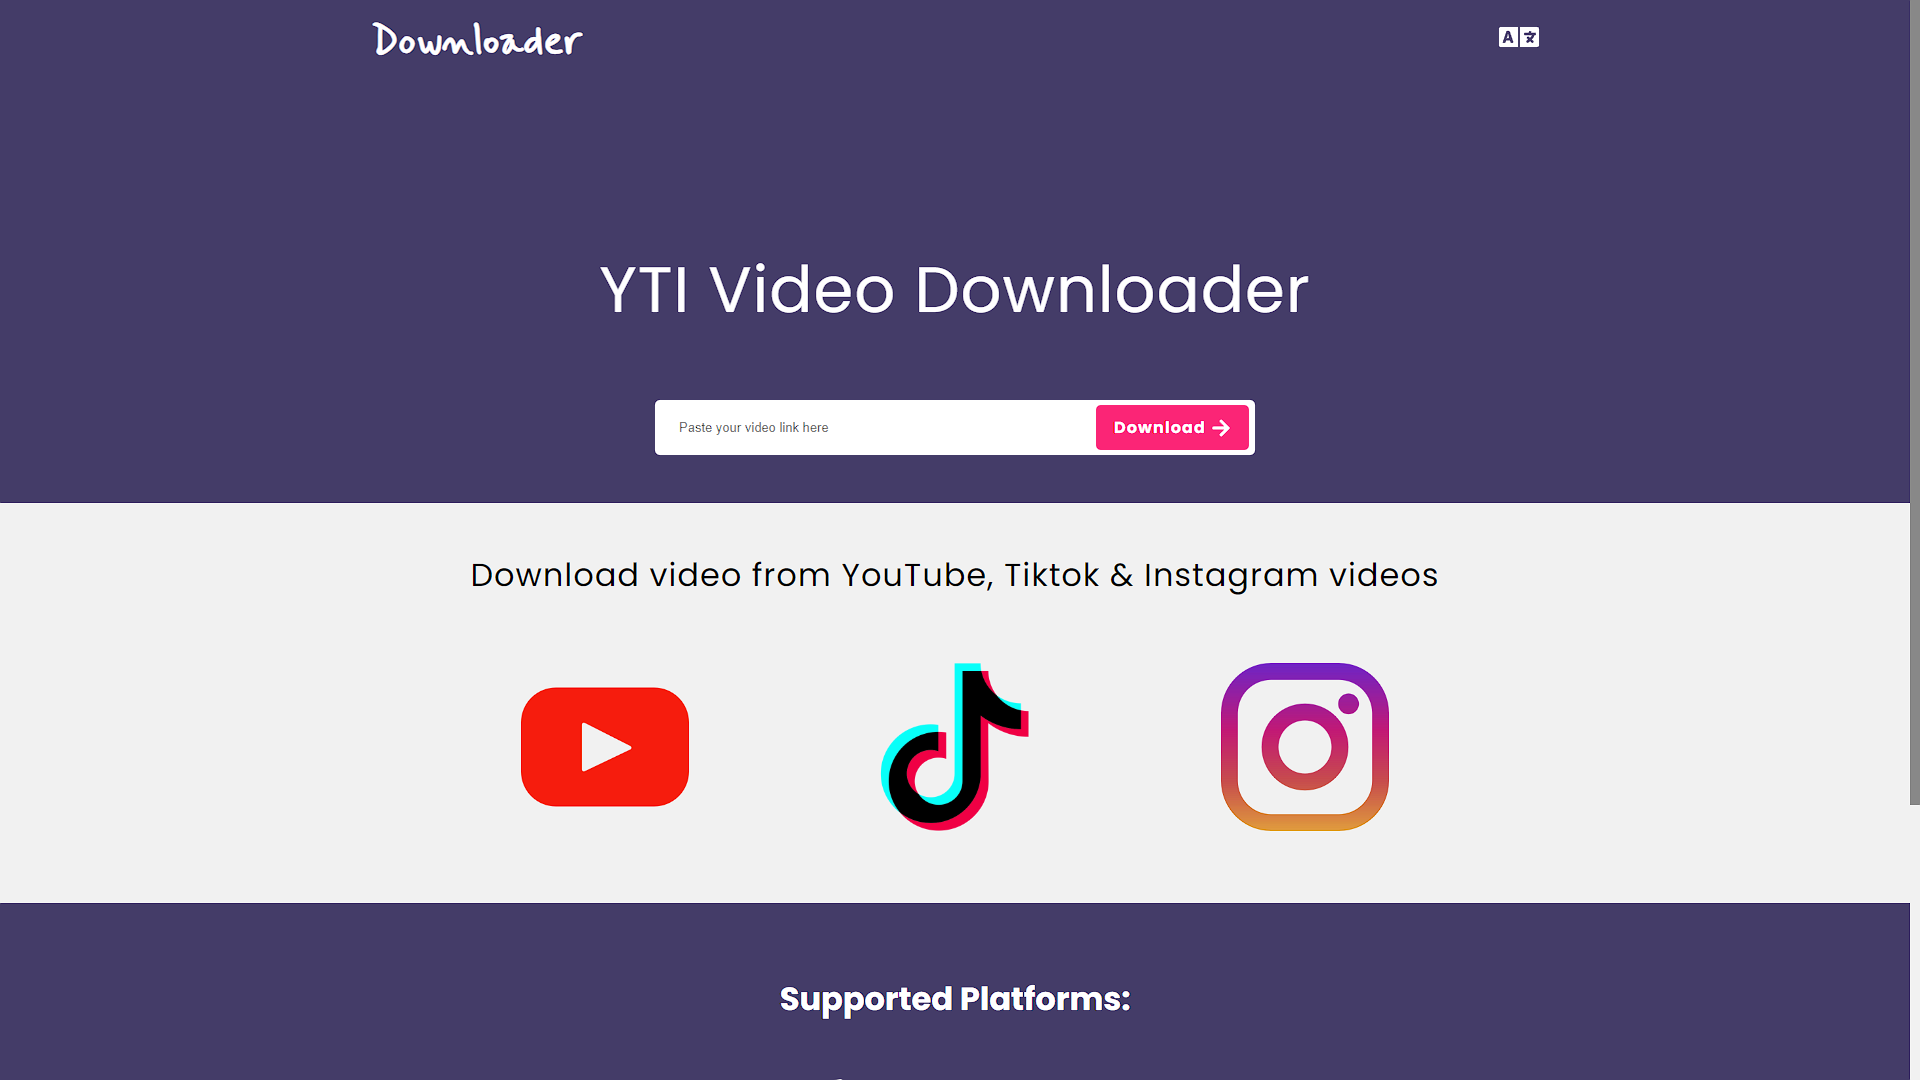 Downloader
A 文
YTI Video Downloader
Paste your video link here
Download
Download video from YouTube, Tiktok & Instagram videos
Supported Platforms: